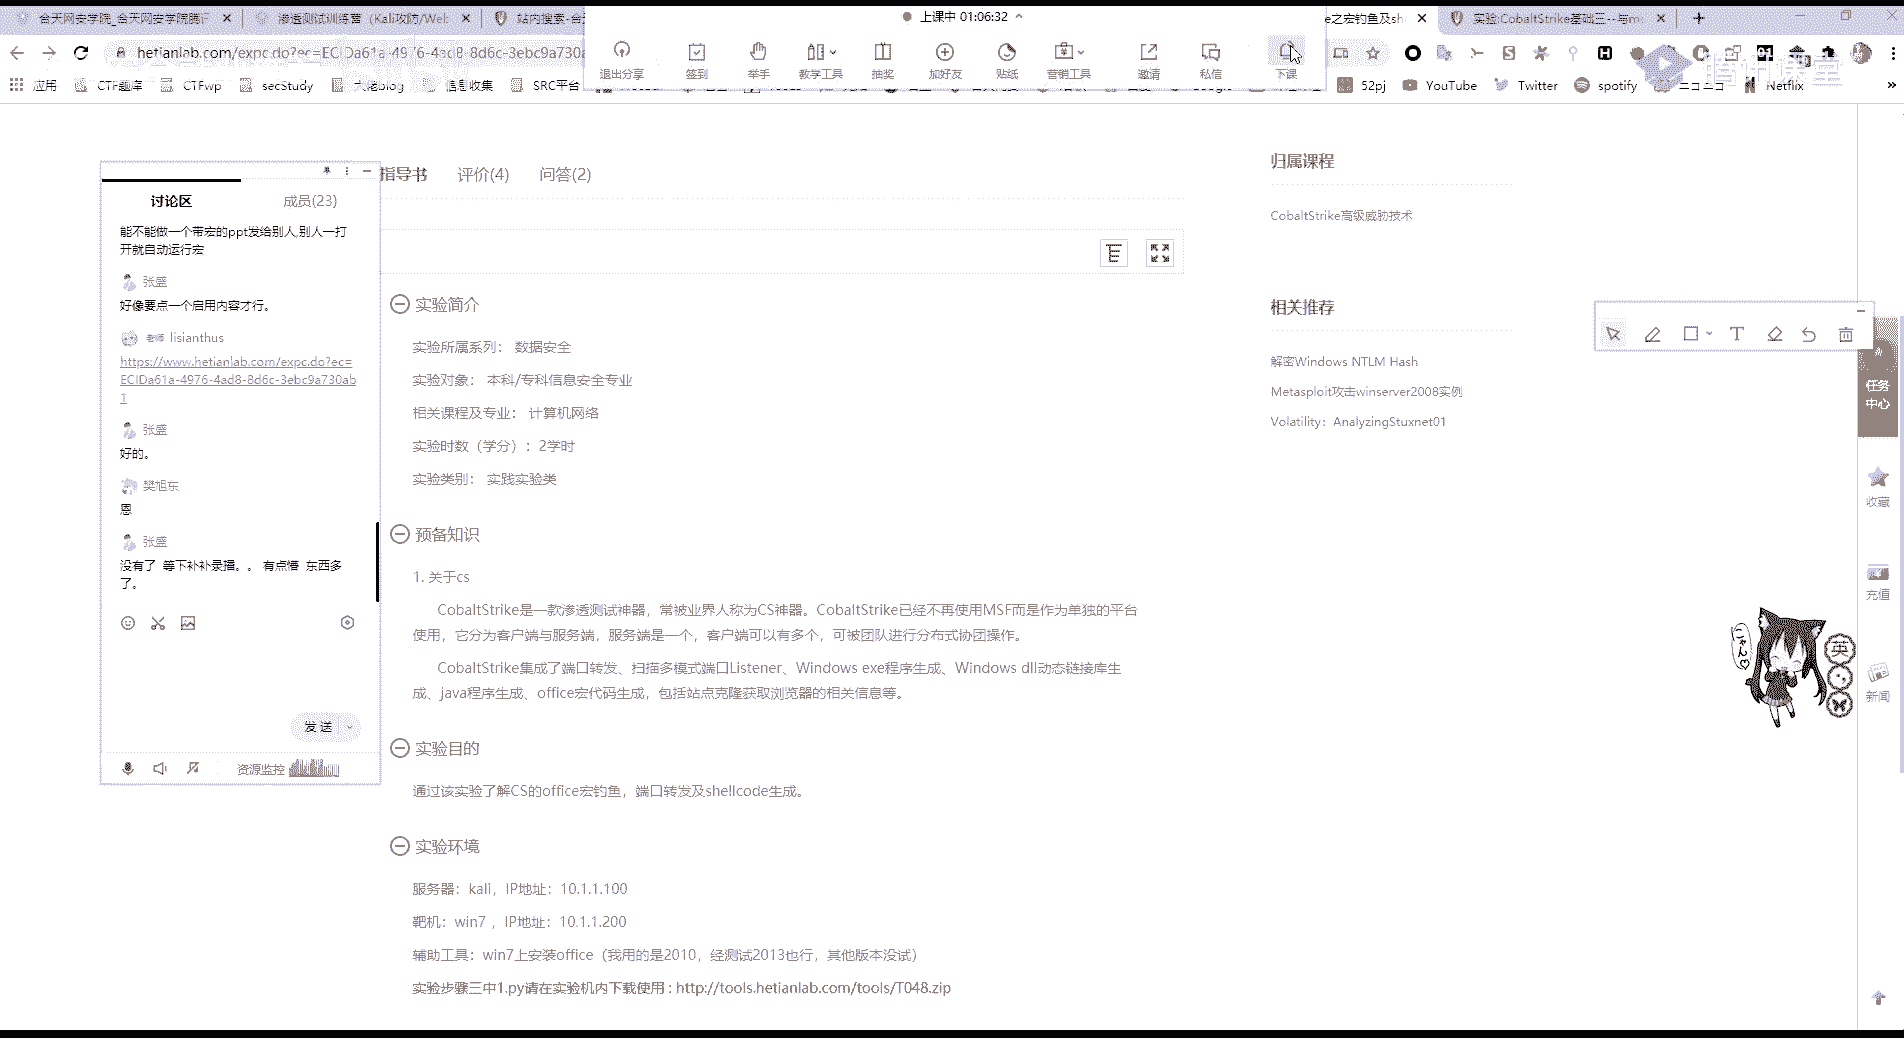 合天网安学院_合天网安学院腾讯
渗透测试训练营（Kali攻防/Wel
站内搜索-合天
上课中 01:06:32
e之宏钓鱼及sh
实验:CobaltStrike基础三--与m
hetianlab.com/expc.do?ec=ECIDa61a-4976-4ad8-8d6c-3ebc9a730a
退出分享
签到
举手
教学工具
抽奖
加好友
贴纸
营销工具
邀请
私信
下课
腾讯课堂
应用
CTF题库
CTFwp
secStudy
大佬blog
信息收集
SRC平台
52pj
YouTube
Twitter
spotify
ニコニコ
Netflix
讨论区
成员(23)
能不能做一个带宏的ppt发给别人,别人一打
开就自动运行宏
张盛
好像要点一个启用内容才行。
老师 lisianthus
https://www.hetianlab.com/expc.do?ec=
ECIDa61a-4976-4ad8-8d6c-3ebc9a730ab
1
张盛
好的。
樊旭东
恩
张盛
没有了 等下补补录播。。 有点懵 东西多
了。
发送
资源监控
指导书
评价(4)
问答(2)
实验简介
实验所属系列： 数据安全
实验对象： 本科/专科信息安全专业
相关课程及专业： 计算机网络
实验时数（学分）：2学时
实验类别： 实践实验类
预备知识
1. 关于cs
CobaltStrike是一款渗透测试神器，常被业界人称为CS神器。CobaltStrike已经不再使用MSF而是作为单独的平台
使用，它分为客户端与服务端，服务端是一个，客户端可以有多个，可被团队进行分布式协团操作。
CobaltStrike集成了端口转发、扫描多模式端口Listener、Windows exe程序生成、Windows dll动态链接库生
成、java程序生成、office宏代码生成，包括站点克隆获取浏览器的相关信息等。
实验目的
通过该实验了解CS的office宏钓鱼，端口转发及shellcode生成。
实验环境
服务器：kali，IP地址：10.1.1.100
靶机：win7 ，IP地址：10.1.1.200
辅助工具：win7上安装office（我用的是2010，经测试2013也行，其他版本没试）
实验步骤三中1.py请在实验机内下载使用 : http://tools.hetianlab.com/tools/T048.zip
归属课程
CobaltStrike高级威胁技术
相关推荐
解密Windows NTLM Hash
Metasploit攻击winserver2008实例
Volatility：AnalyzingStuxnet01
任务
中心
收藏
充值
新闻
にゃん
英